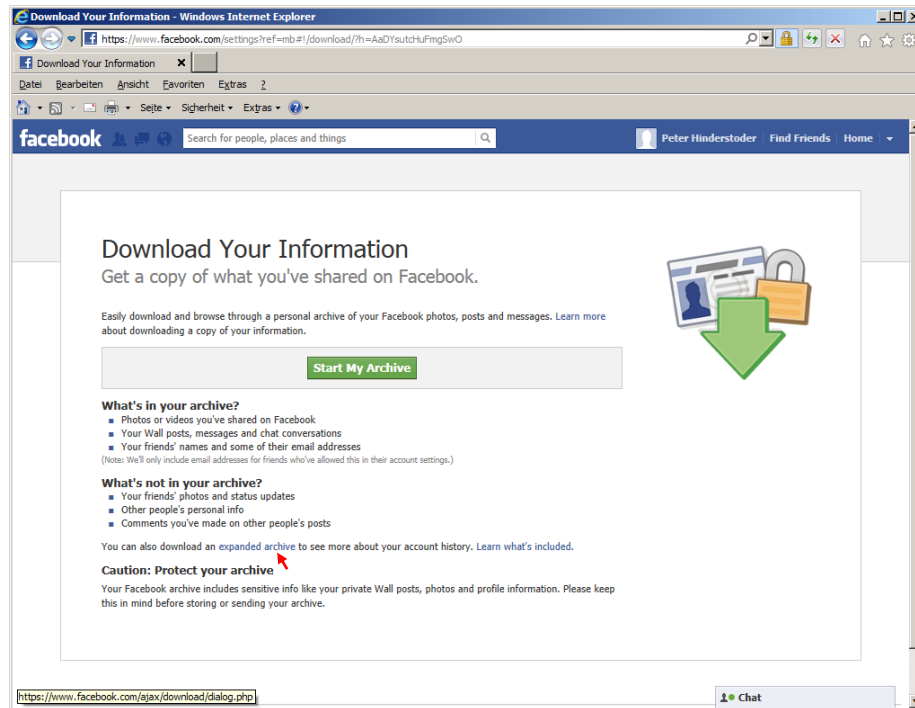 Download Your Information - Windows Internet Explorer
https://www.facebook.com/settings?ref=mb#!/download/?h=AaDYsutcHuFmgSwO
Download Your Information
Datei Bearbeiten Ansicht Favoriten Extras ?
Seite Sicherheit Extras
facebook Search for people, places and things Peter Hinderstoder Find Friends Home
Download Your Information
Get a copy of what you've shared on Facebook.
Easily download and browse through a personal archive of your Facebook photos, posts and messages. Learn more
about downloading a copy of your information.
Start My Archive
What's in your archive?
Photos or videos you've shared on Facebook
Your Wall posts, messages and chat conversations
Your friends' names and some of their email addresses
(Note: We'll only include email addresses for friends who've allowed this in their account settings.)
What's not in your archive?
Your friends' photos and status updates
Other people's personal info
Comments you've made on other people's posts
You can also download an expanded archive to see more about your account history. Learn what's included.
Caution: Protect your archive
Your Facebook archive includes sensitive info like your private Wall posts, photos and profile information. Please keep
this in mind before storing or sending your archive.
https://www.facebook.com/ajax/download/dialog.php
Chat